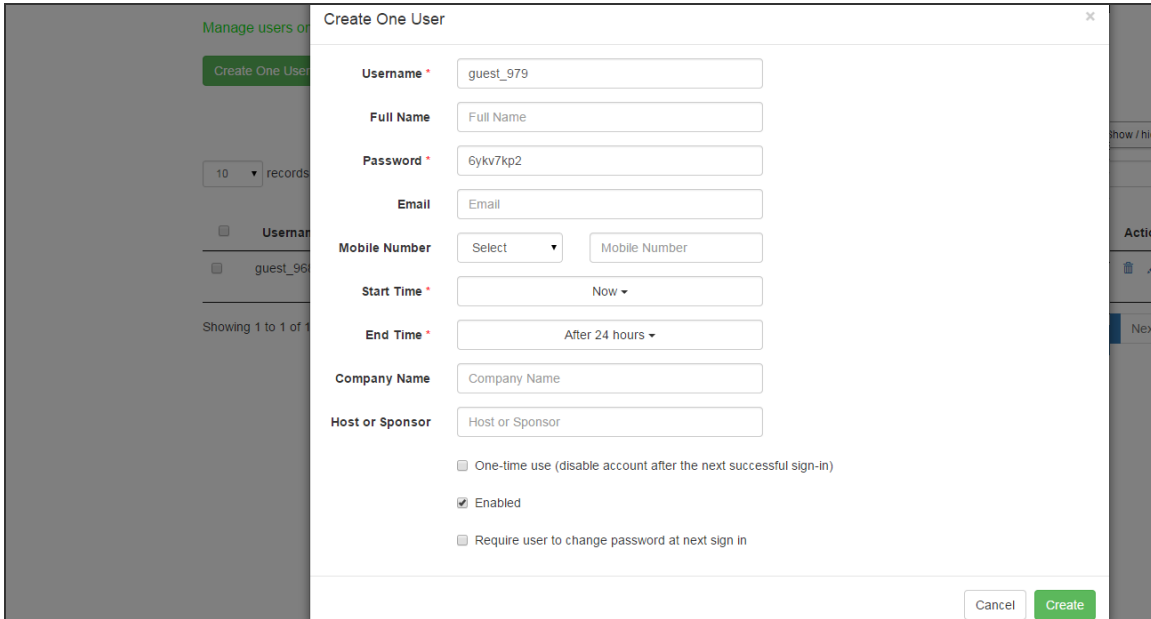 Create One User
×
Manage users or
Create One User
Username * guest_979
Full Name Full Name
Password * 6ykv7kp2
Show / hi
10 records
Email Email
Usernam
Mobile Number Select Mobile Number
Actio
guest_968
Start Time * Now
Showing 1 to 1 of 1
End Time * After 24 hours
Nex
Company Name Company Name
Host or Sponsor Host or Sponsor
One-time use (disable account after the next successful sign-in)
Enabled
Require user to change password at next sign in
Cancel Create